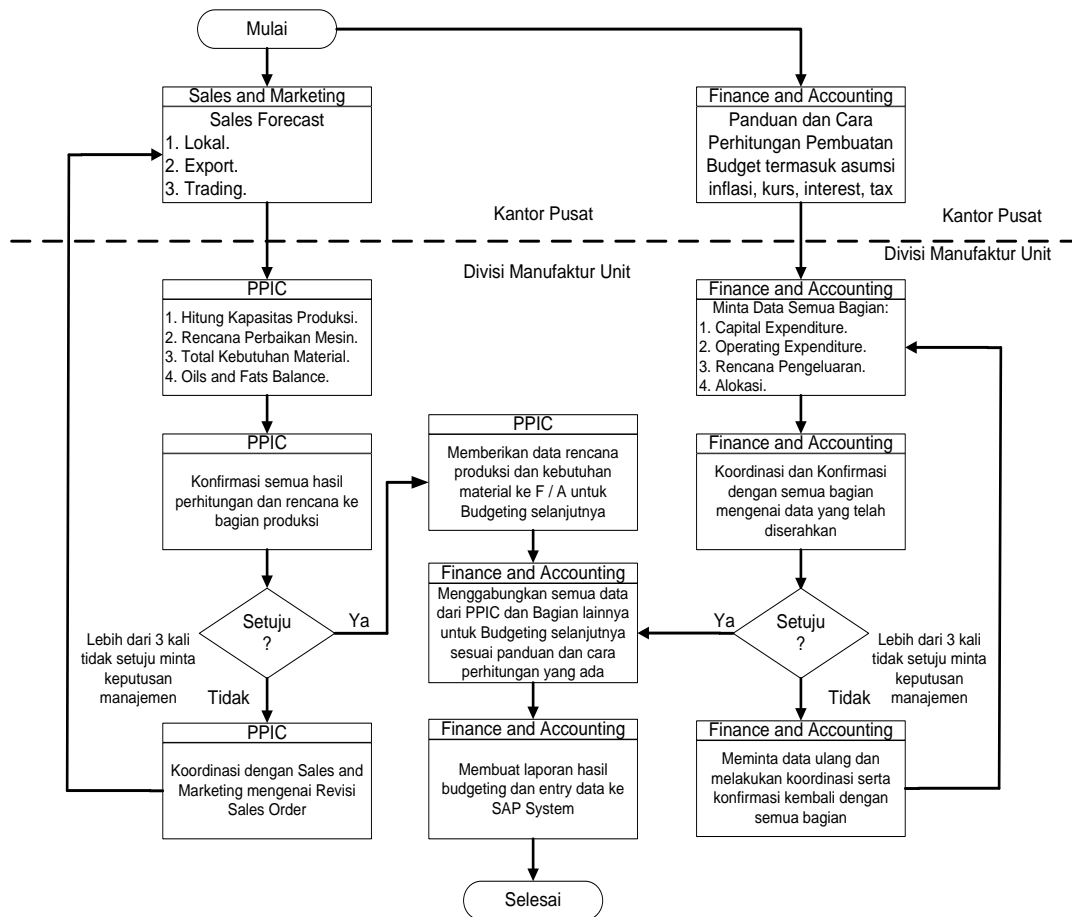 Mulai
Sales and Marketing
Sales Forecast
1. Lokal.
2. Export.
3. Trading.
Finance and Accounting
Panduan dan Cara
Perhitungan Pembuatan
Budget termasuk asumsi
inflasi, kurs, interest, tax
Kantor Pusat
Kantor Pusat
Divisi Manufaktur Unit
Divisi Manufaktur Unit
PPIC
1. Hitung Kapasitas Produksi.
2. Rencana Perbaikan Mesin.
3. Total Kebutuhan Material.
4. Oils and Fats Balance.
Finance and Accounting
Minta Data Semua Bagian:
1. Capital Expenditure.
2. Operating Expenditure.
3. Rencana Pengeluaran.
4. Alokasi.
PPIC
Konfirmasi semua hasil
perhitungan dan rencana ke
bagian produksi
PPIC
Memberikan data rencana
produksi dan kebutuhan
material ke F / A untuk
Budgeting selanjutnya
Finance and Accounting
Koordinasi dan Konfirmasi
dengan semua bagian
mengenai data yang telah
diserahkan
Setuju
?
Ya
Tidak
Lebih dari 3 kali
tidak setuju minta
keputusan
manajemen
Finance and Accounting
Menggabungkan semua data
dari PPIC dan Bagian lainnya
untuk Budgeting selanjutnya
sesuai panduan dan cara
perhitungan yang ada
Ya
Setuju
?
Tidak
Lebih dari 3 kali
tidak setuju minta
keputusan
manajemen
PPIC
Koordinasi dengan Sales and
Marketing mengenai Revisi
Sales Order
Finance and Accounting
Membuat laporan hasil
budgeting dan entry data ke
SAP System
Finance and Accounting
Meminta data ulang dan
melakukan koordinasi serta
konfirmasi kembali dengan
semua bagian
Selesai